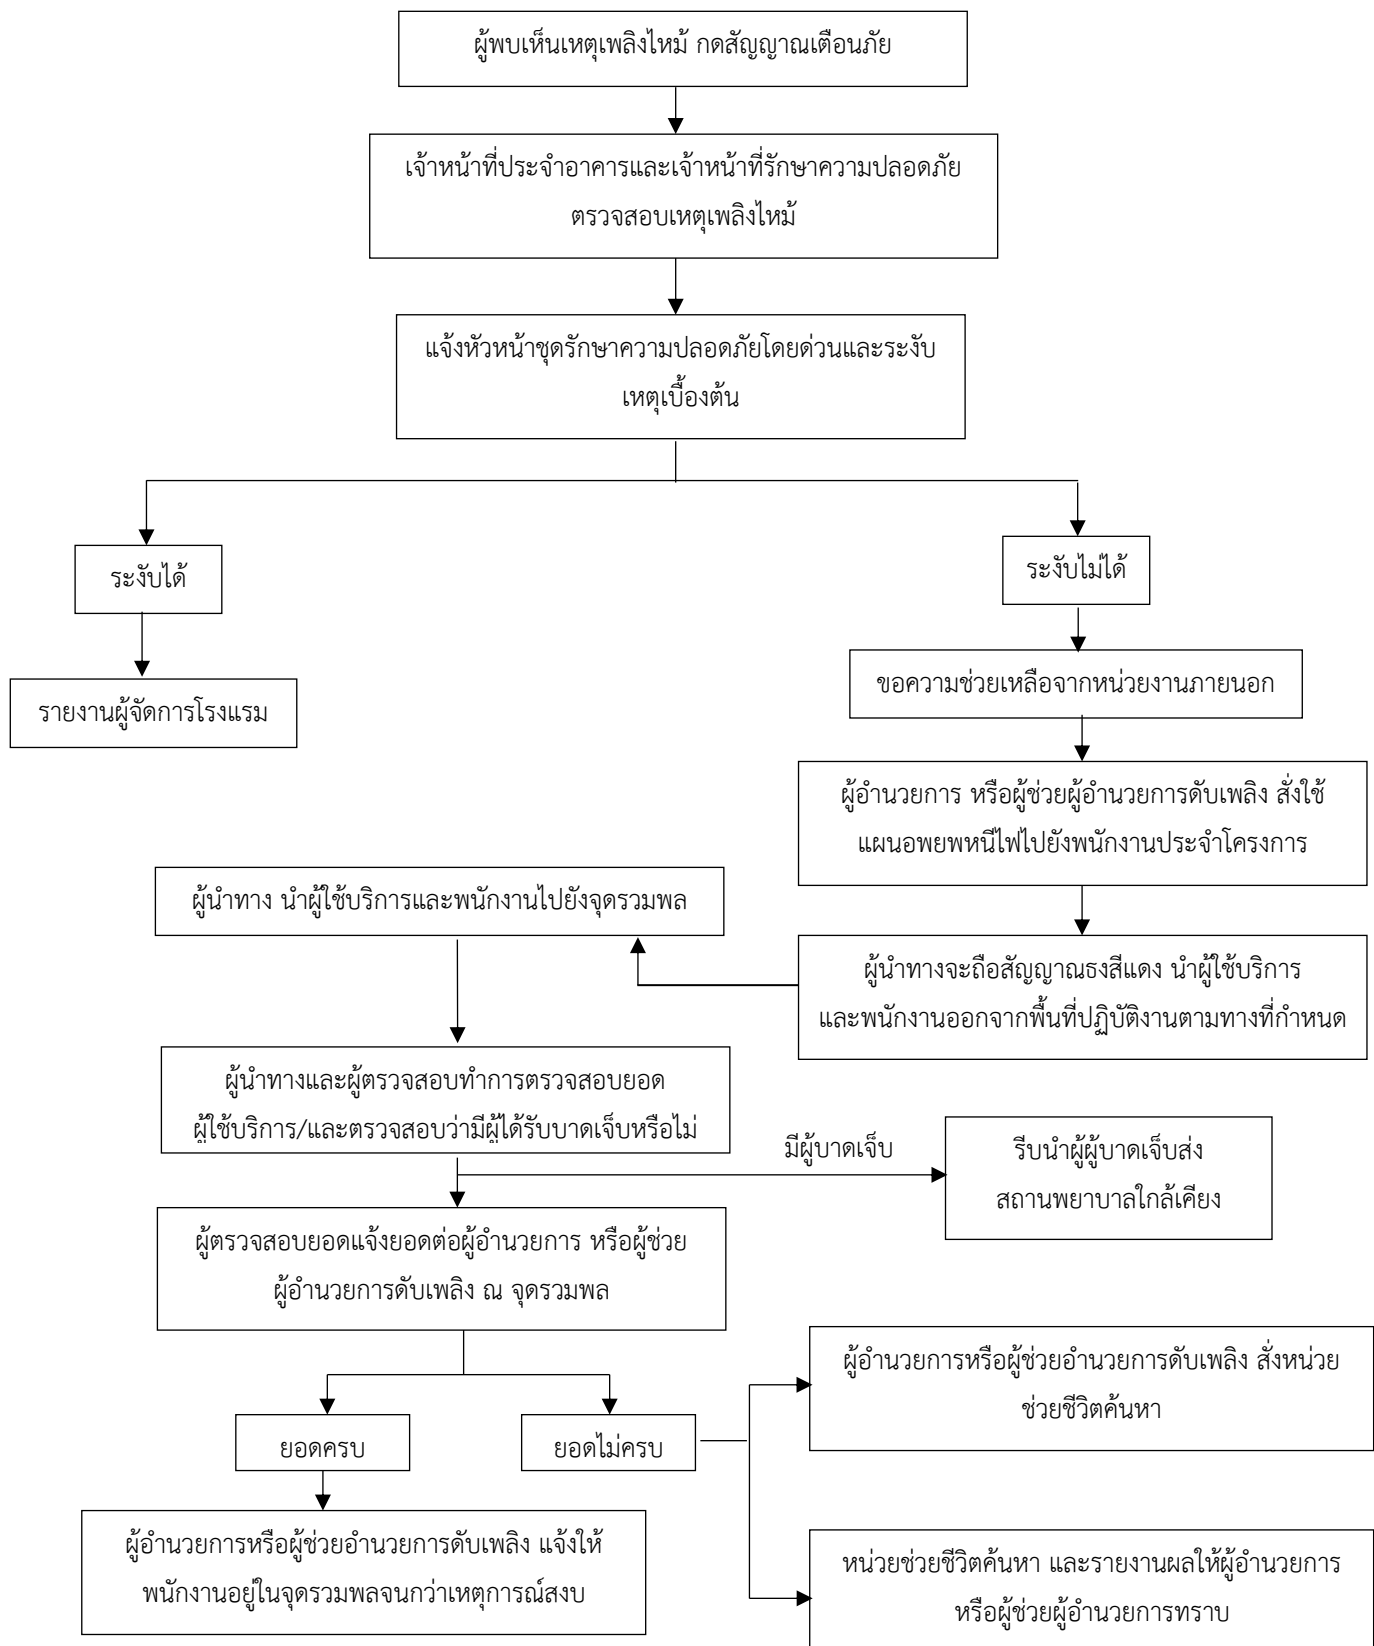 ผู้พบเห็นเหตุเพลิงไหม้ กดสัญญาณเตือนภัย
เจ้าหน้าที่ประจำอาคารและเจ้าหน้าที่รักษาความปลอดภัย
ตรวจสอบเหตุเพลิงไหม้
แจ้งหัวหน้าชุดรักษาความปลอดภัยโดยด่วนและระงับ
เหตุเบื้องต้น
ระงับได้
ระงับไม่ได้
รายงานผู้จัดการโรงแรม
ขอความช่วยเหลือจากหน่วยงานภายนอก
ผู้อำนวยการ หรือผู้ช่วยผู้อำนวยการดับเพลิง สั่งใช้
แผนอพยพหนีไฟไปยังพนักงานประจำโครงการ
ผู้นำทาง นำผู้ใช้บริการและพนักงานไปยังจุดรวมพล
ผู้นำทางจะถือสัญญาณธงสีแดง นำผู้ใช้บริการ
และพนักงานออกจากพื้นที่ปฏิบัติงานตามทางที่กำหนด
ผู้นำทางและผู้ตรวจสอบทำการตรวจสอบยอด
ผู้ใช้บริการ/และตรวจสอบว่ามีผู้ได้รับบาดเจ็บหรือไม่
มีผู้บาดเจ็บ
รีบนำผู้ผู้บาดเจ็บส่ง
สถานพยาบาลใกล้เคียง
ผู้ตรวจสอบยอดแจ้งยอดต่อผู้อำนวยการ หรือผู้ช่วย
ผู้อำนวยการดับเพลิง ณ จุดรวมพล
ผู้อำนวยการหรือผู้ช่วยอำนวยการดับเพลิง สั่งหน่วย
ช่วยชีวิตค้นหา
ยอดครบ
ยอดไม่ครบ
ผู้อำนวยการหรือผู้ช่วยอำนวยการดับเพลิง แจ้งให้
พนักงานอยู่ในจุดรวมพลจนกว่าเหตุการณ์สงบ
หน่วยช่วยชีวิตค้นหา และรายงานผลให้ผู้อำนวยการ
หรือผู้ช่วยผู้อำนวยการทราบ